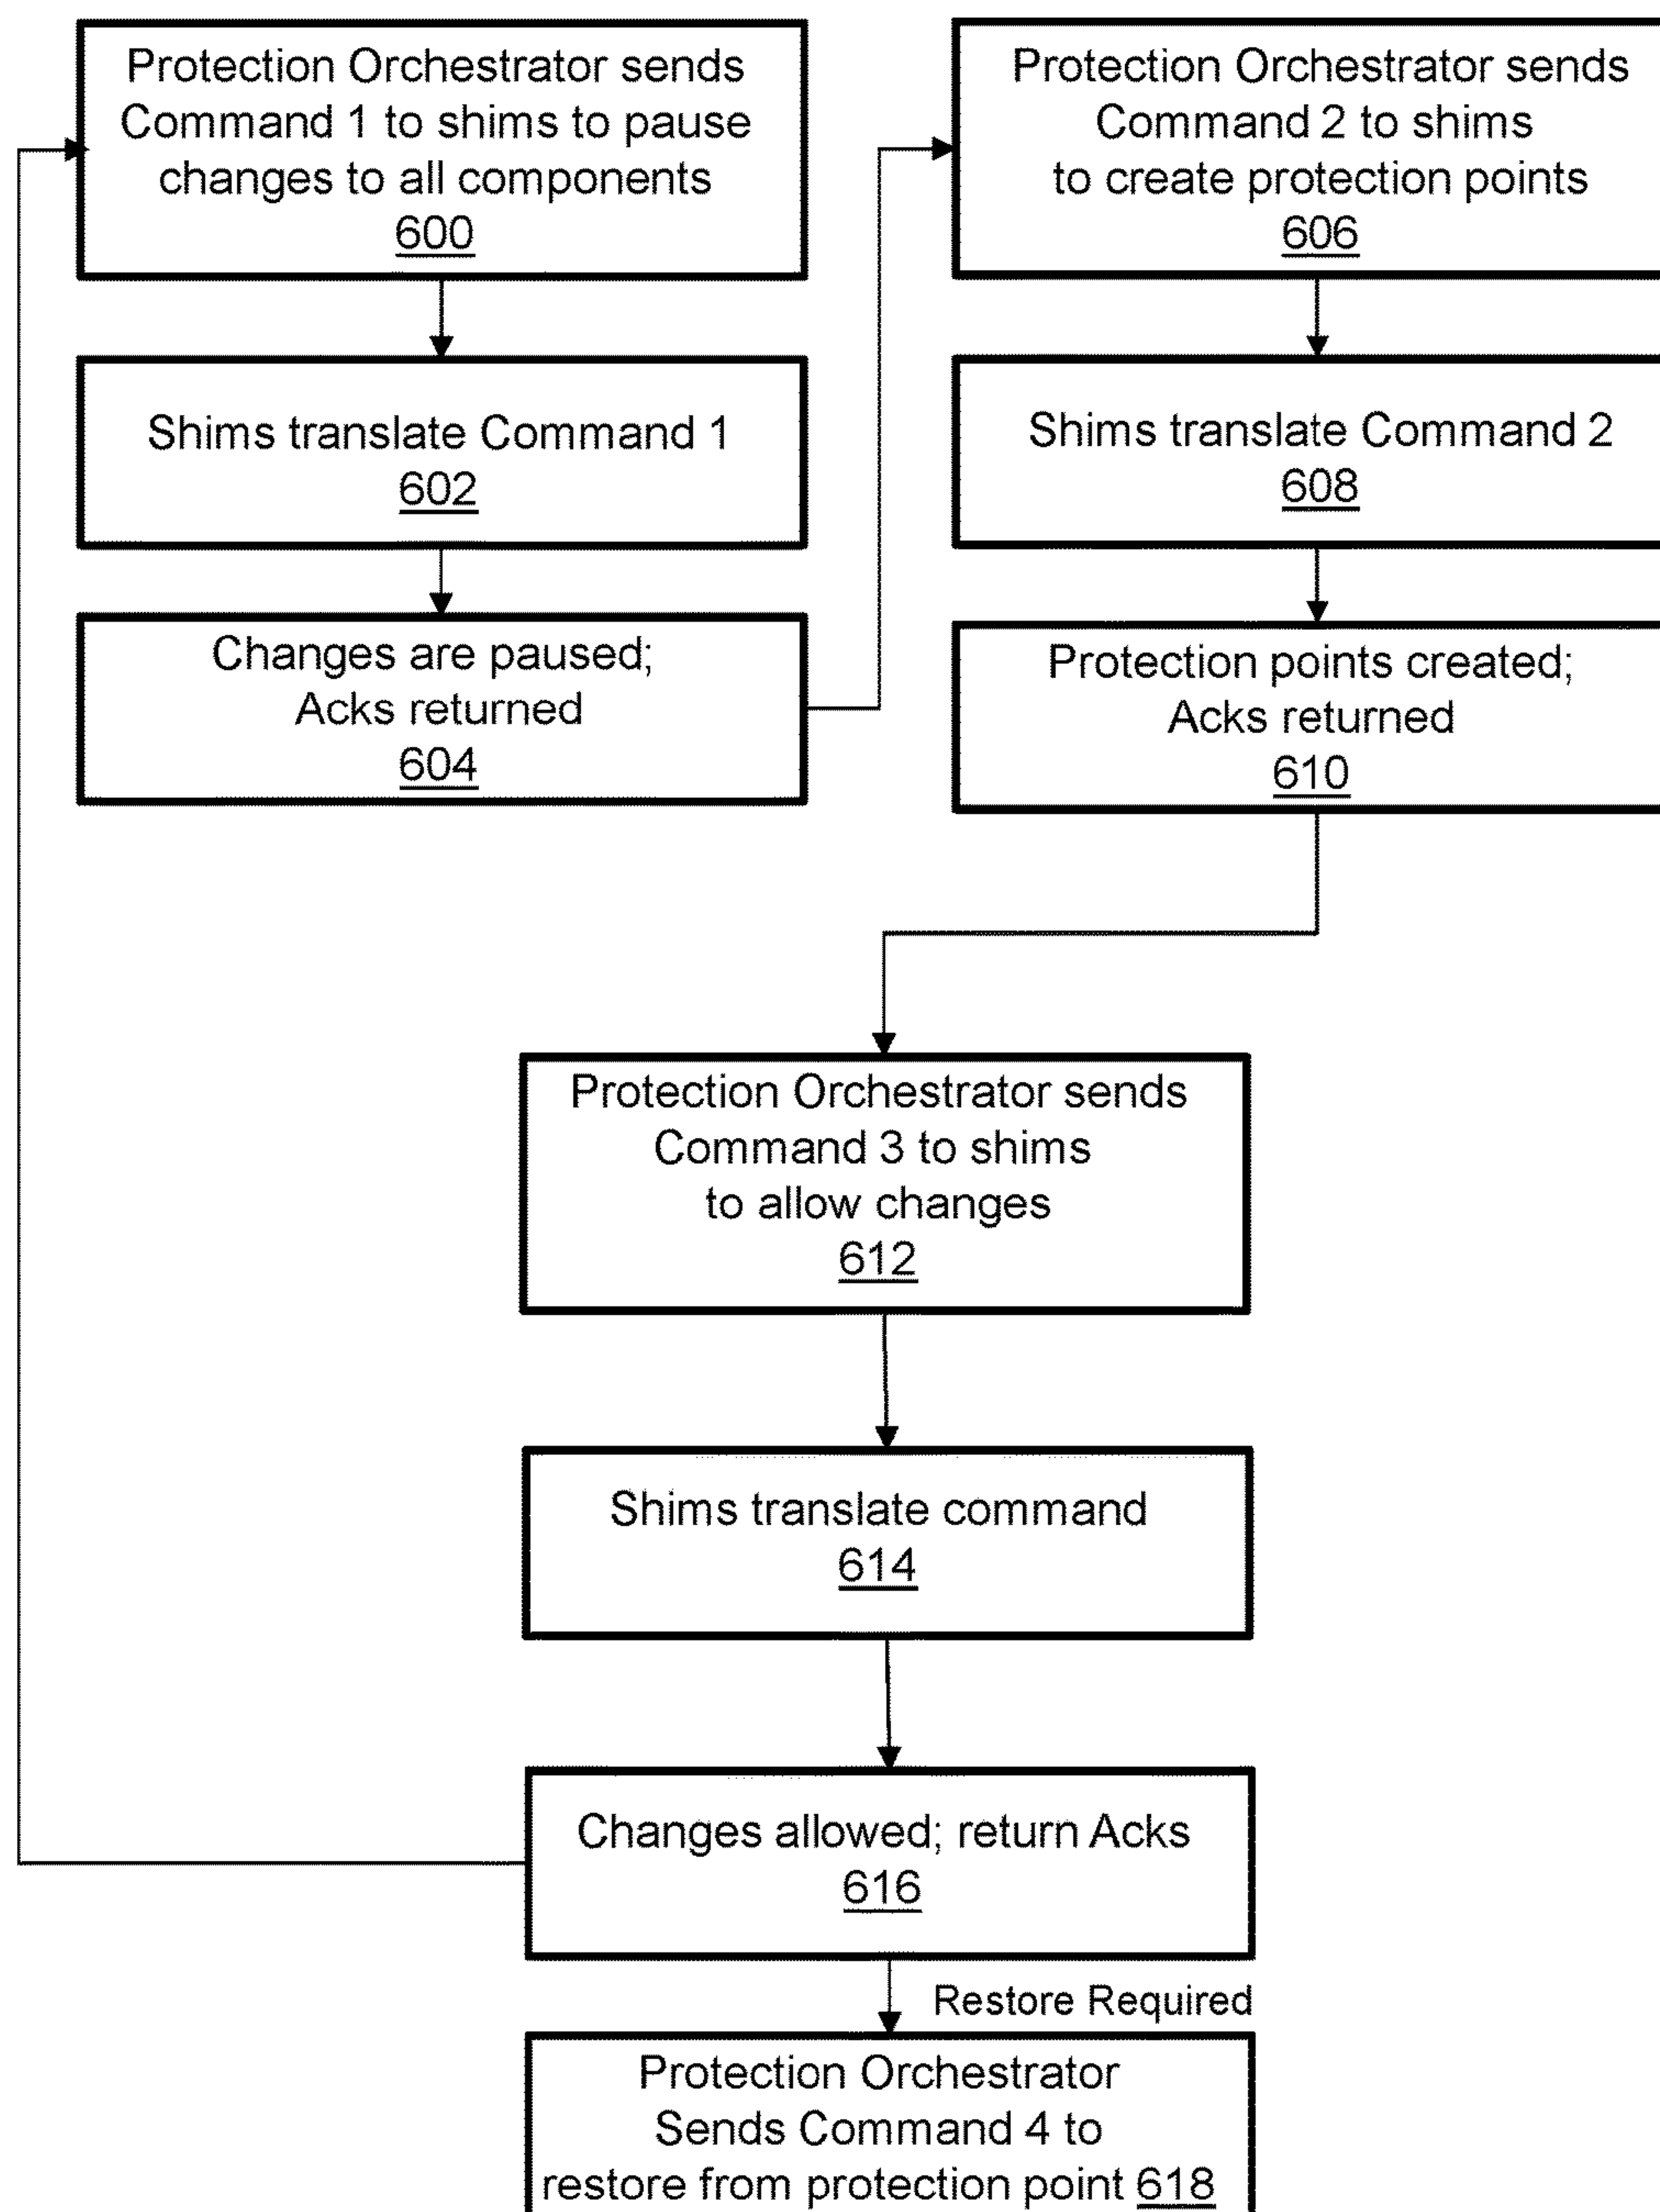 Protection Orchestrator sends
Command 1 to shims to pause
changes to all components
600
Shims translate Command 1
602
Changes are paused;
Acks returned
604
Protection Orchestrator sends
Command 2 to shims
to create protection points
606
Shims translate Command 2
608
Protection points created;
Acks returned
610
Protection Orchestrator sends
Command 3 to shims
to allow changes
612
Shims translate command
614
Changes allowed; return Acks
616
Restore Required
Protection Orchestrator
Sends Command 4 to
restore from protection point 618